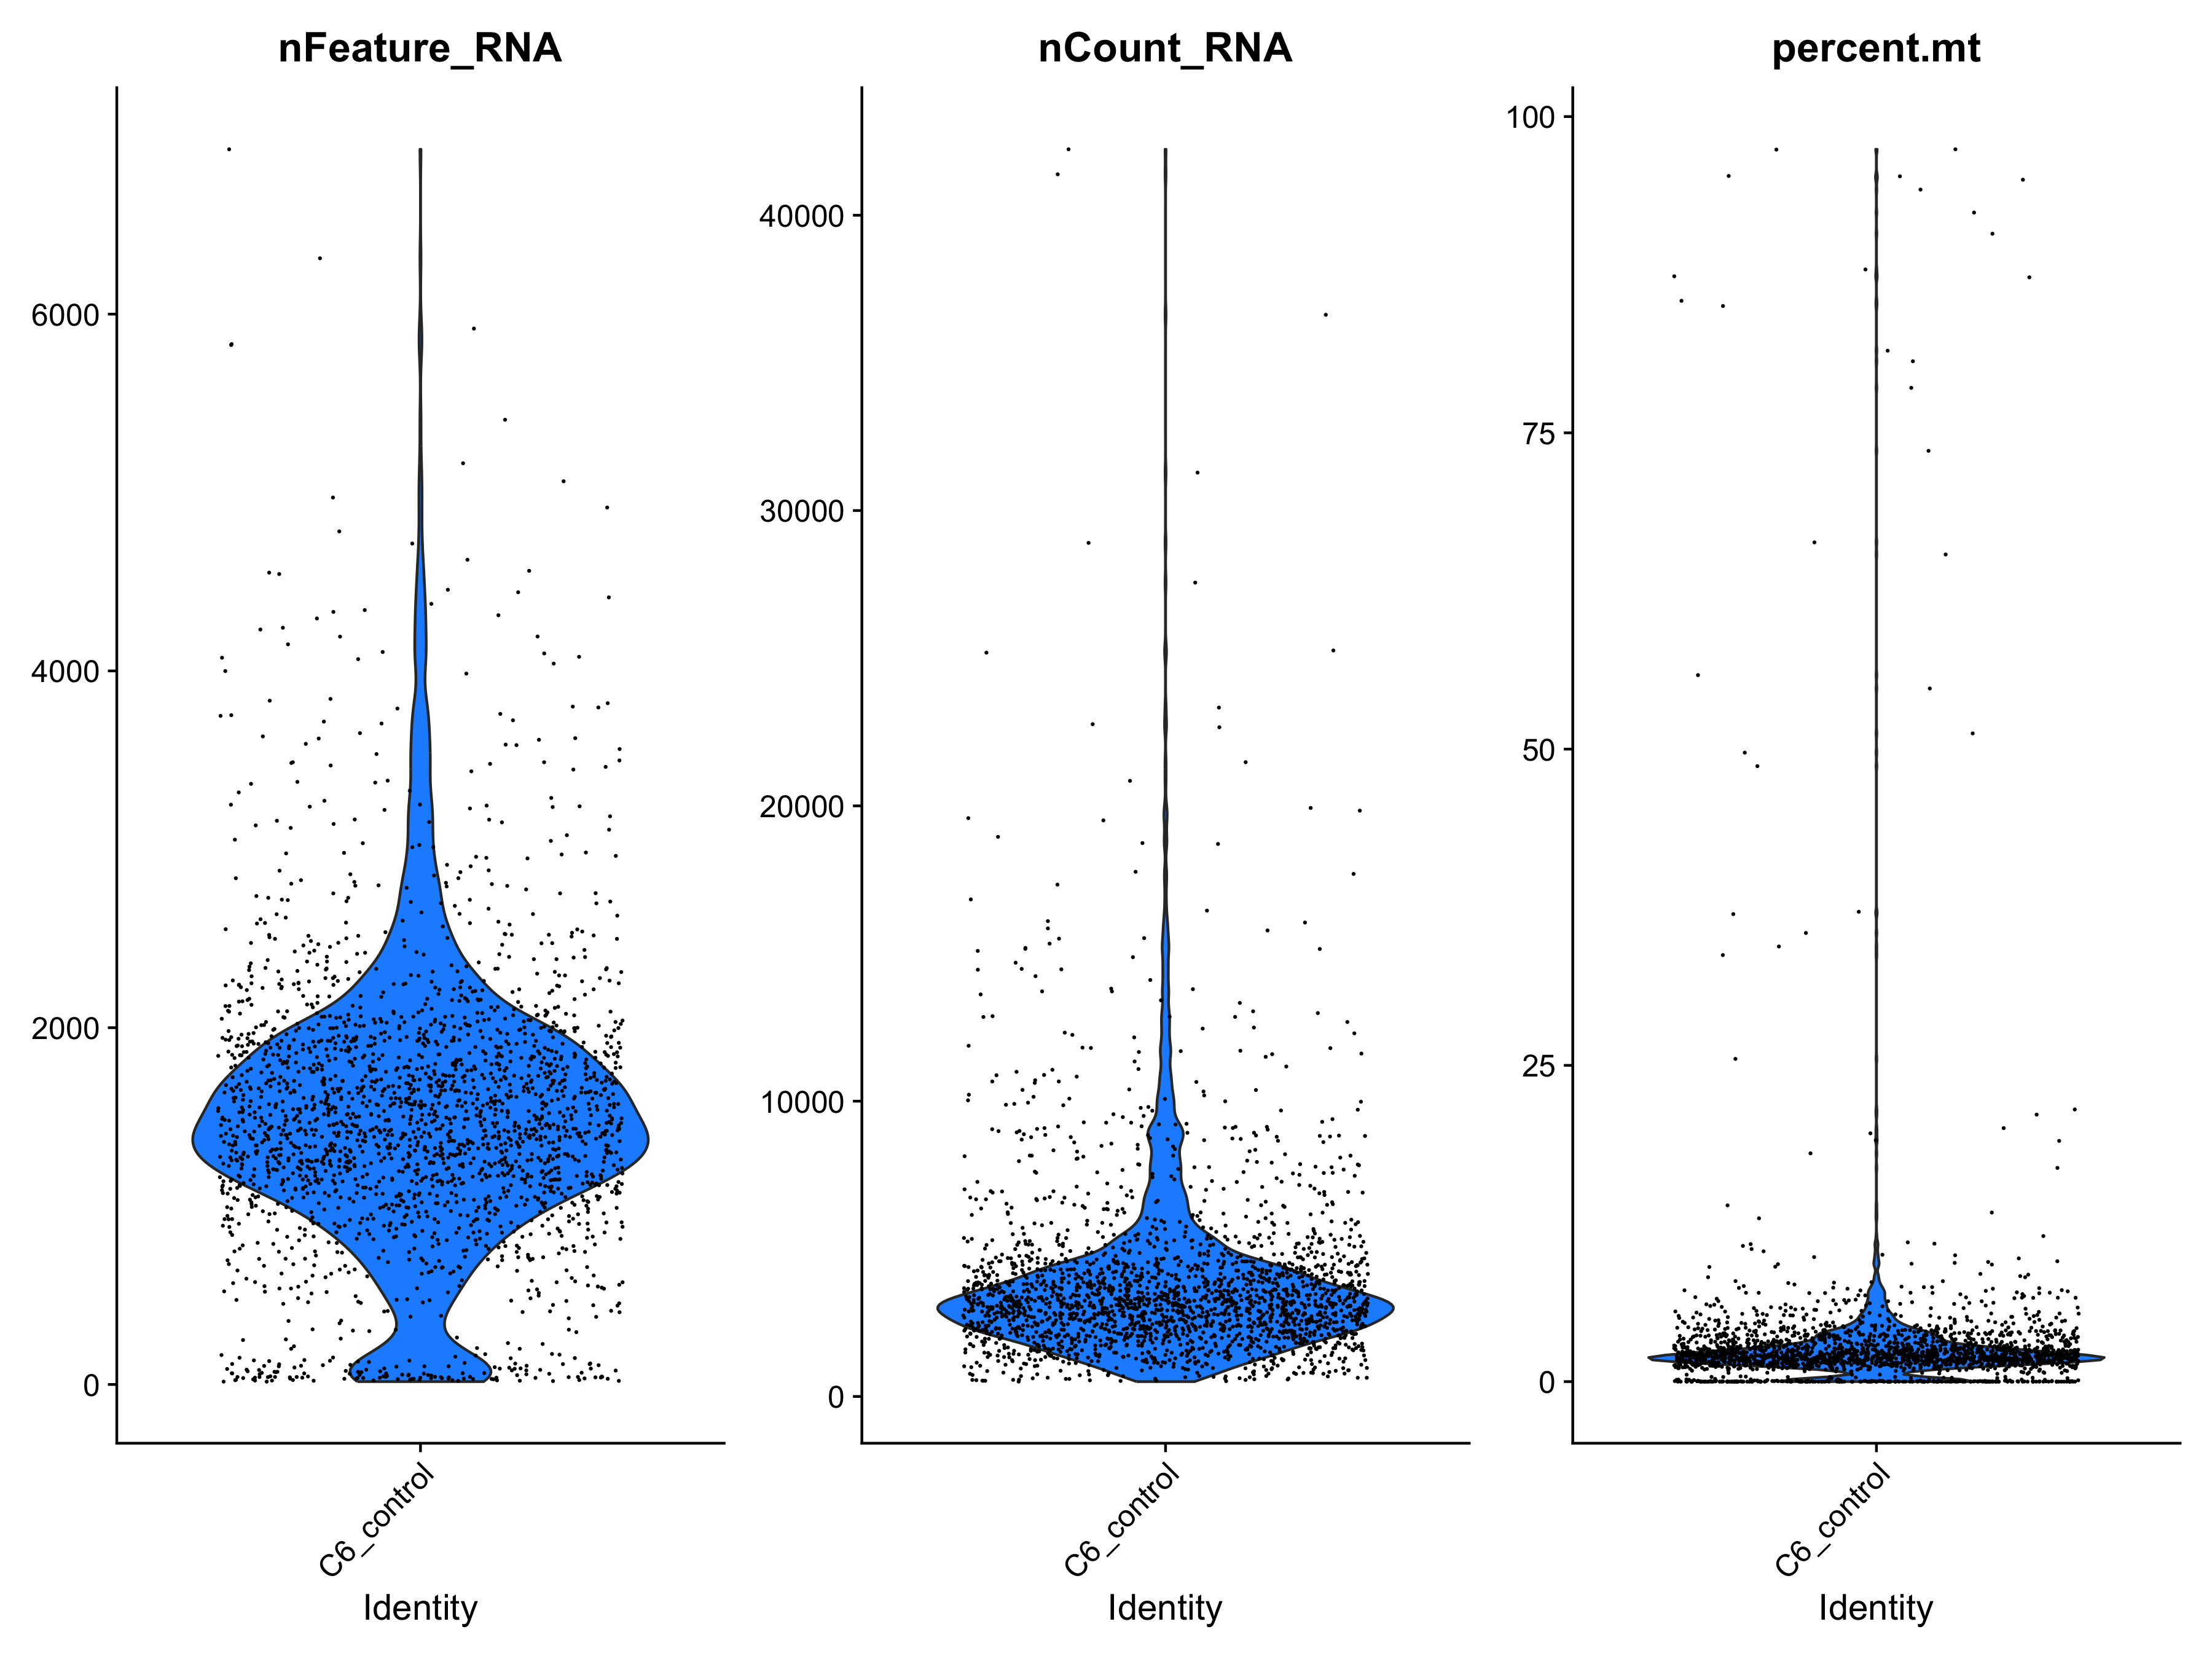 nFeature_RNA
6000
4000
2000
0
C6_control
Identity
nCount_RNA
40000
30000
20000
10000
0
C6_control
Identity
percent.mt
100
75
50
25
0
C6_control
Identity